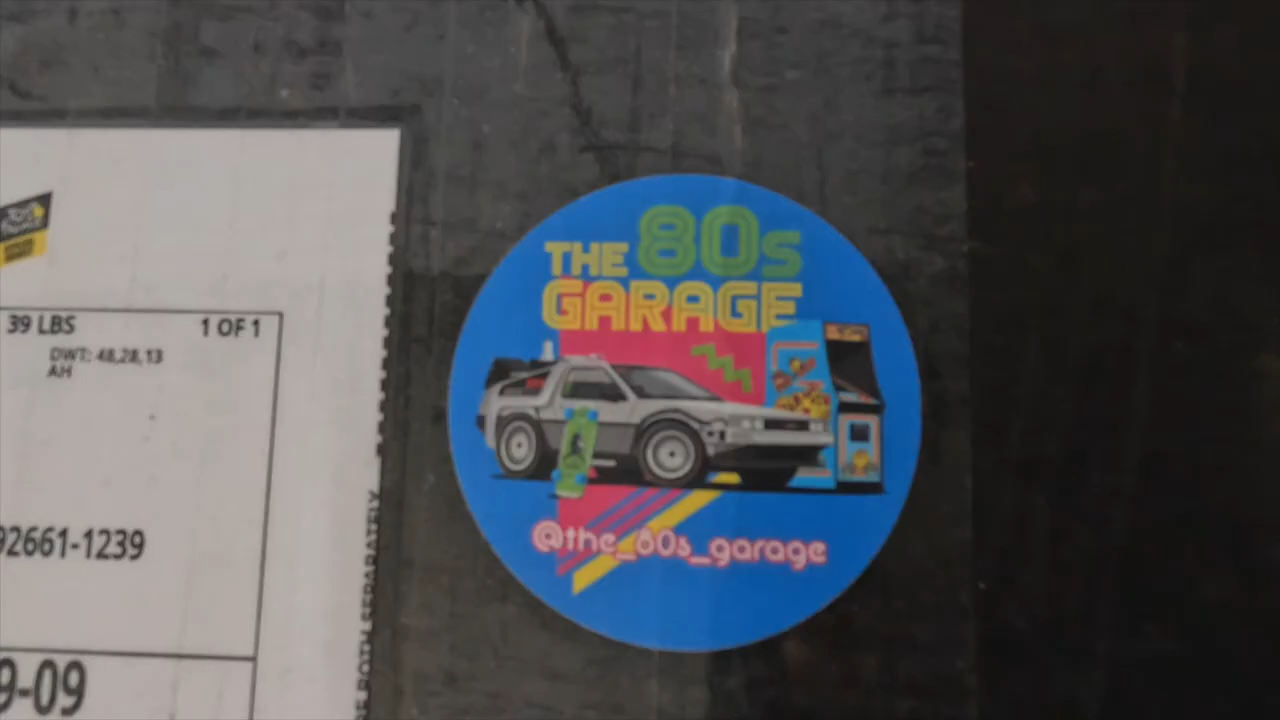 39 LBS
1 OF 1
DWT: 48,28,13
AH
92661-1239
9-09
THE 80s
GARAGE
@the_80s_garage